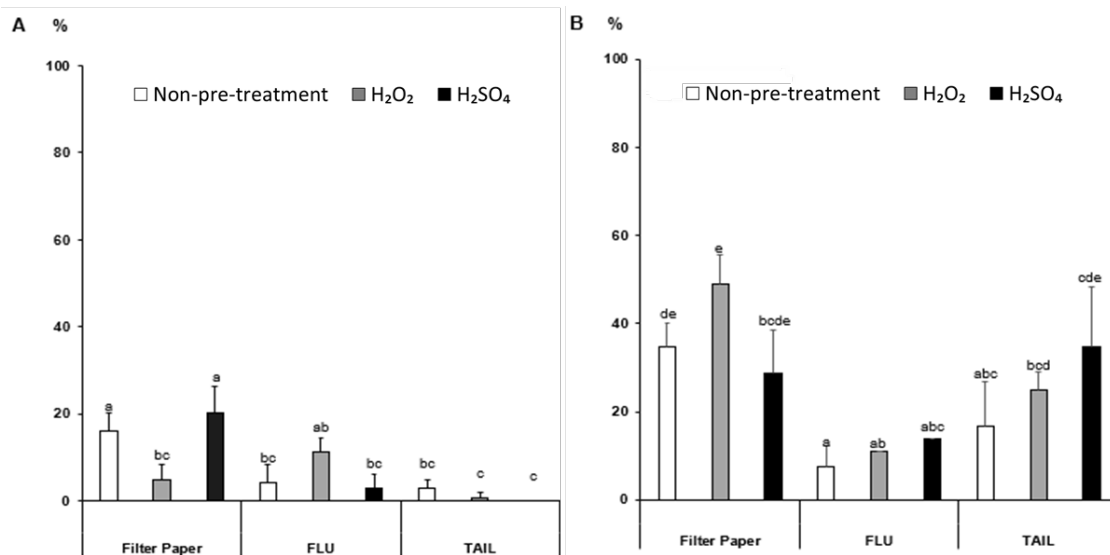 A %
100
Non-pre-treatment H₂O₂ H₂SO₄
80
60
40
20
0
a bc a bc ab bc bc c c
Filter Paper FLU TAIL
B %
100
Non-pre-treatment H₂O₂ H₂SO₄
80
60
40
20
0
de e bcde a ab abc abc bcd cde
Filter Paper FLU TAIL